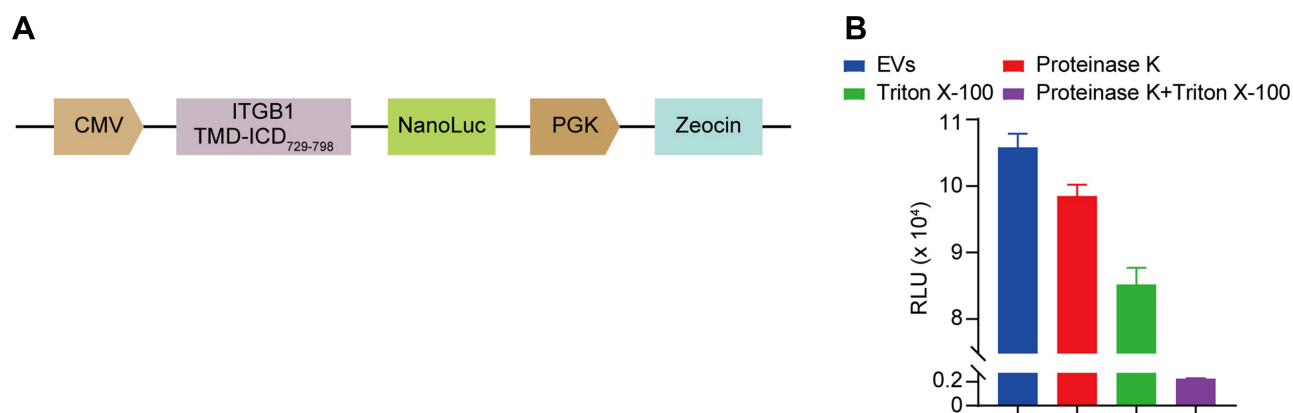 A
CMV
ITGB1
TMD-ICD729-798
NanoLuc
PGK
Zeocin
B
EVs
Proteinase K
Triton X-100
Proteinase K+Triton X-100
RLU (x 10⁴)
11
10
9
8
0.2
0